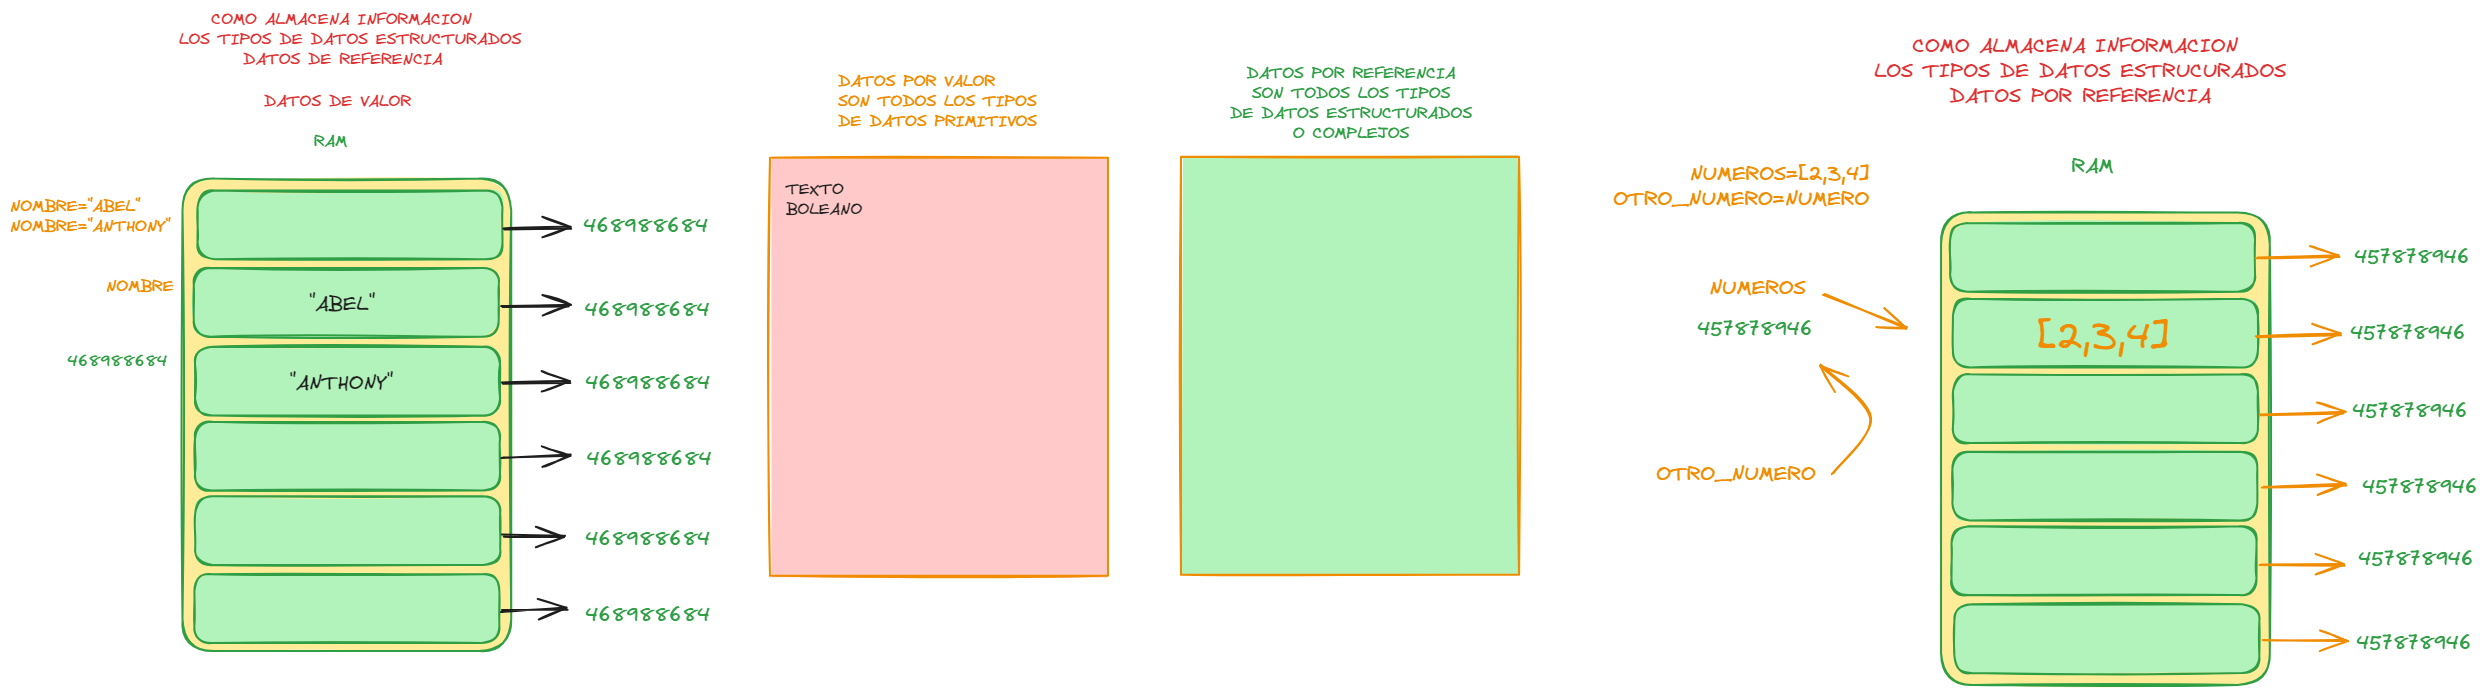 COMO ALMACENA INFORMACION
LOS TIPOS DE DATOS ESTRUCTURADOS
DATOS DE REFERENCIA
DATOS DE VALOR
RAM
NOMBRE="ABEL"
NOMBRE="ANTHONY"
NOMBRE
468988684
"ABEL"
"ANTHONY"
468988684
468988684
468988684
468988684
468988684
468988684
DATOS POR VALOR
SON TODOS LOS TIPOS
DE DATOS PRIMITIVOS
TEXTO
BOLEANO
DATOS POR REFERENCIA
SON TODOS LOS TIPOS
DE DATOS ESTRUCTURADOS
O COMPLEJOS
COMO ALMACENA INFORMACION
LOS TIPOS DE DATOS ESTRUCURADOS
DATOS POR REFERENCIA
RAM
NUMEROS=[2,3,4]
OTRO_NUMERO=NUMERO
NUMEROS
457878946
OTRO_NUMERO
[2,3,4]
457878946
457878946
457878946
457878946
457878946
457878946